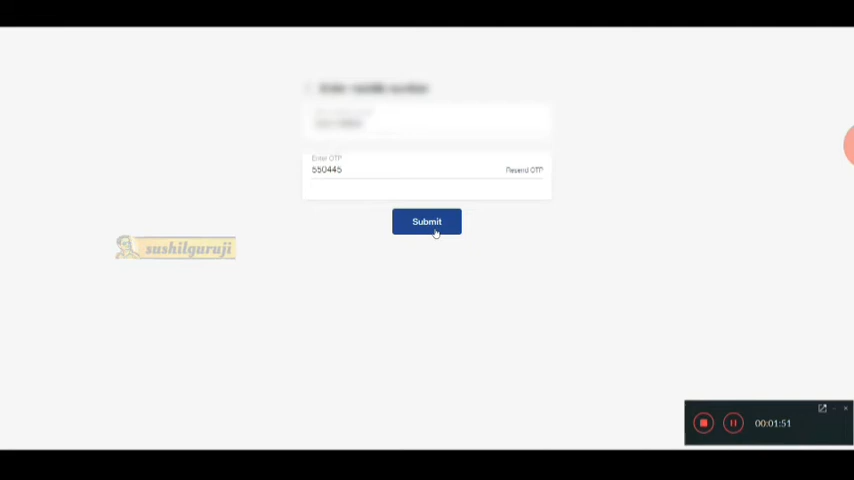 Enter OTP
550445
Resend OTP
Submit
sushilguruji
00:01:51